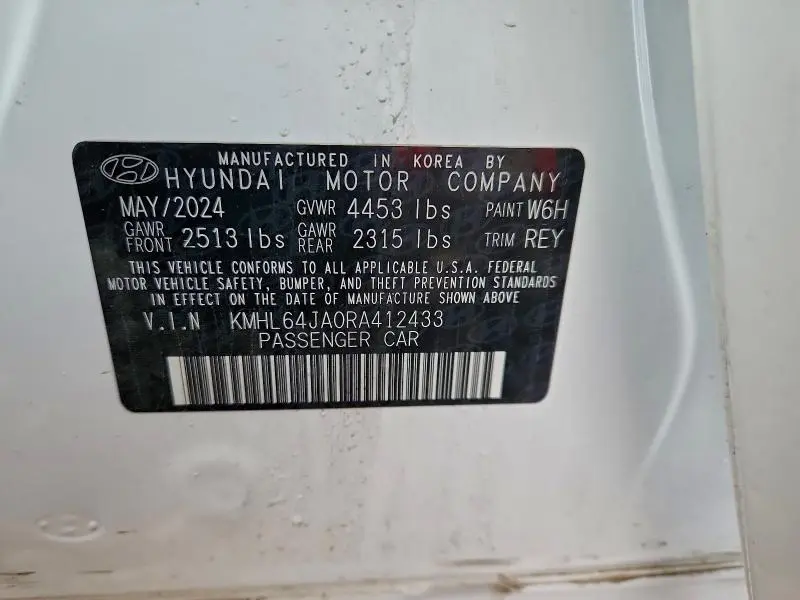 MANUFACTURED IN KOREA BY
HYUNDAI MOTOR COMPANY
MAY/2024 GVWR 4453 lbs PAINT W6H
GAWR FRONT 2513 lbs GAWR REAR 2315 lbs TRIM REY
THIS VEHICLE CONFORMS TO ALL APPLICABLE U.S.A. FEDERAL
MOTOR VEHICLE SAFETY, BUMPER, AND THEFT PREVENTION STANDARDS
IN EFFECT ON THE DATE OF MANUFACTURE SHOWN ABOVE
V.I.N KMHL64JA0RA412433
PASSENGER CAR